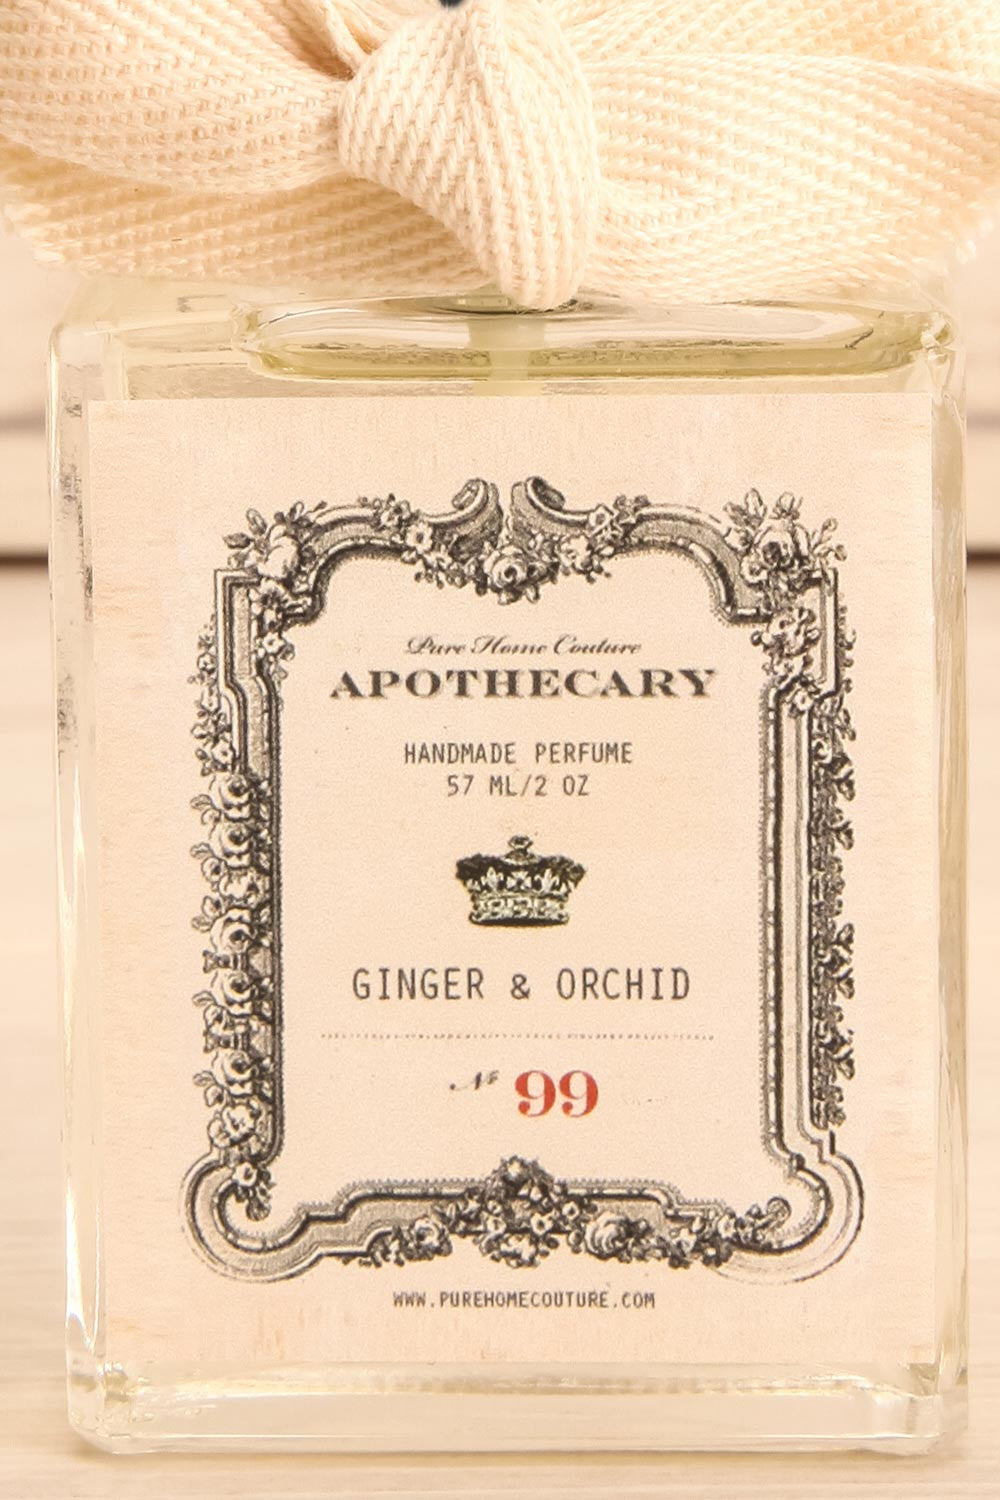 Pure Home Couture
APOTHECARY
HANDMADE PERFUME
57 ML/2 OZ
GINGER & ORCHID
Nº 99
WWW.PUREHOMECOUTURE.COM